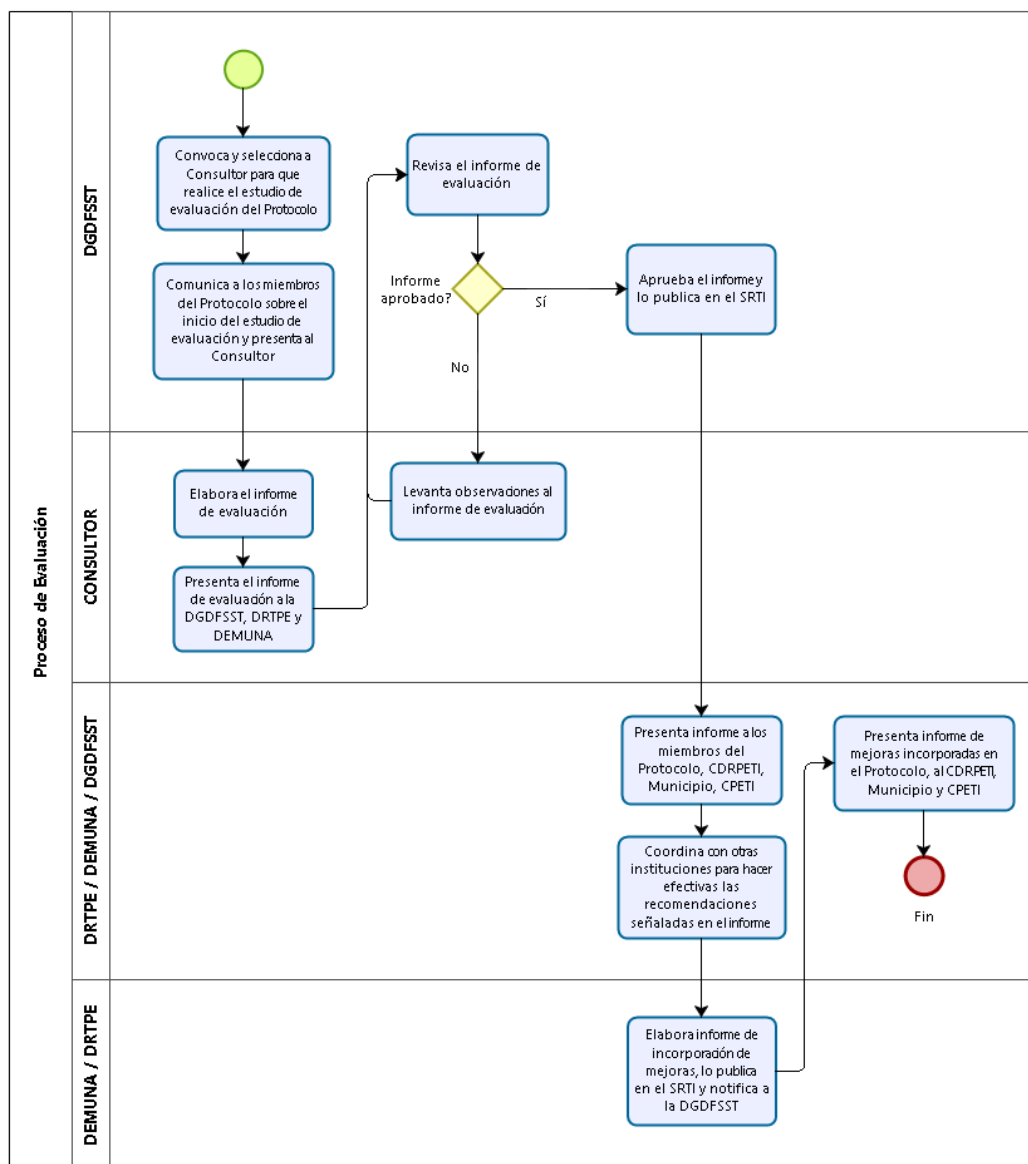 Proceso de Evaluación
DGDFSST
Convoca y selecciona a
Consultor para que
realice el estudio de
evaluación del Protocolo
Comunica a los miembros
del Protocolo sobre el
inicio del estudio de
evaluación y presenta al
Consultor
Revisa el informe de
evaluación
Informe
aprobado?
Sí
No
Aprueba el informe y
lo publica en el SRTI
CONSULTOR
Elabora el informe
de evaluación
Presenta el informe
de evaluación a la
DGDFSST, DRTPE y
DEMUNA
Levanta observaciones al
informe de evaluación
DRTPE / DEMUNA / DGDFSST
Presenta informe a los
miembros del
Protocolo, CDRPETI,
Municipio, CPETI
Coordina con otras
instituciones para hacer
efectivas las
recomendaciones
señaladas en el informe
Presenta informe de
mejoras incorporadas en
el Protocolo, al CDRPETI,
Municipio y CPETI
Fin
DEMUNA / DRTPE
Elabora informe de
incorporación de
mejoras, lo publica
en el SRTI y notifica a
la DGDFSST